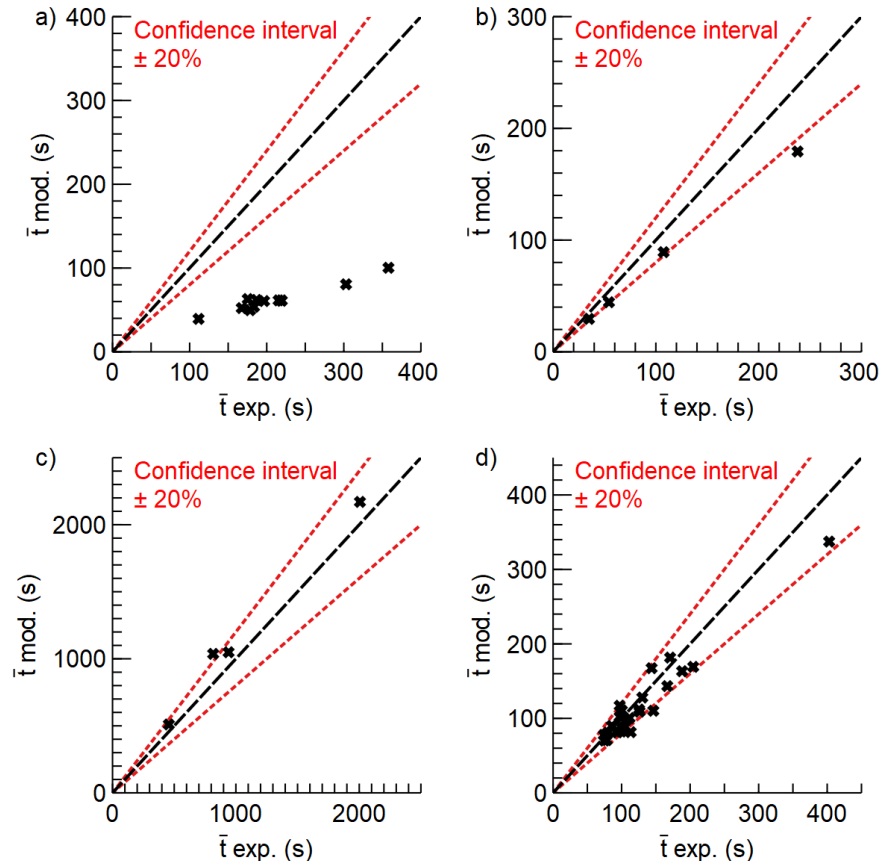 a)
Confidence interval
± 20%
400
300
200
100
0
0 100 200 300 400
t̄ mod. (s)
t̄ exp. (s)
b)
Confidence interval
± 20%
300
200
100
0
0 100 200 300
t̄ mod. (s)
t̄ exp. (s)
c)
Confidence interval
± 20%
2000
1000
0
0 1000 2000
t̄ mod. (s)
t̄ exp. (s)
d)
Confidence interval
± 20%
400
300
200
100
0
0 100 200 300 400
t̄ mod. (s)
t̄ exp. (s)